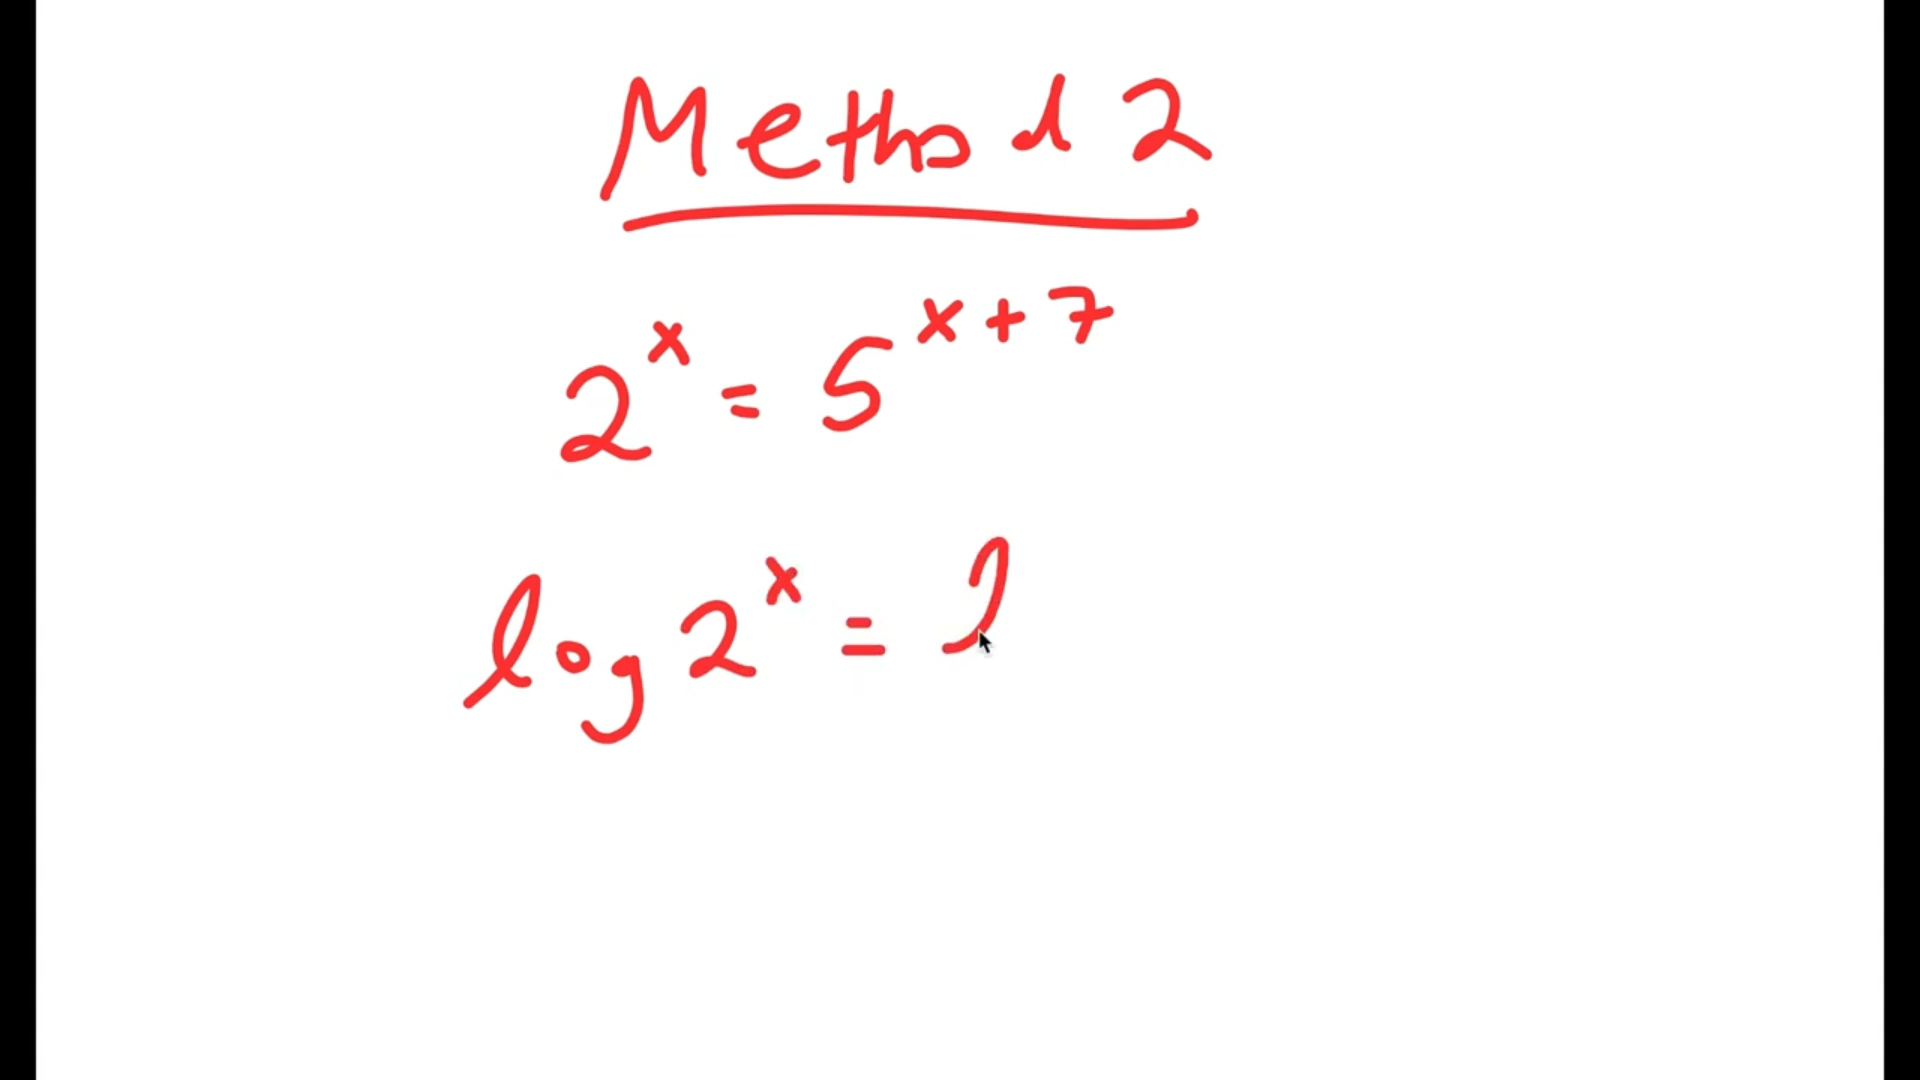 Method 2
2^x = 5^{x+7}
log 2^x =